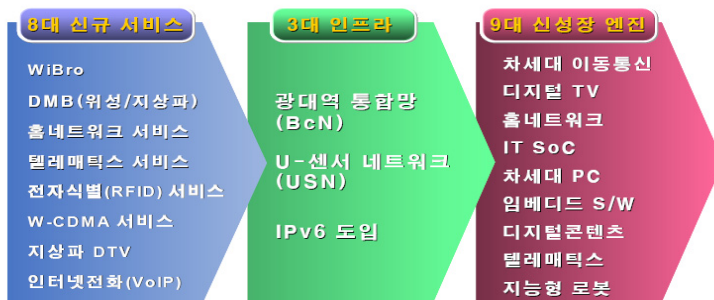 8대 신규 서비스
WiBro
DMB(위성/지상파)
홈네트워크 서비스
텔레매틱스 서비스
전자식별(RFID) 서비스
W-CDMA 서비스
지상파 DTV
인터넷전화(VoIP)
3대 인프라
광대역 통합망
(BcN)
U-센서 네트워크
(USN)
IPv6 도입
9대 신성장 엔진
차세대 이동통신
디지털 TV
홈네트워크
IT SoC
차세대 PC
임베디드 S/W
디지털콘텐츠
텔레매틱스
지능형 로봇